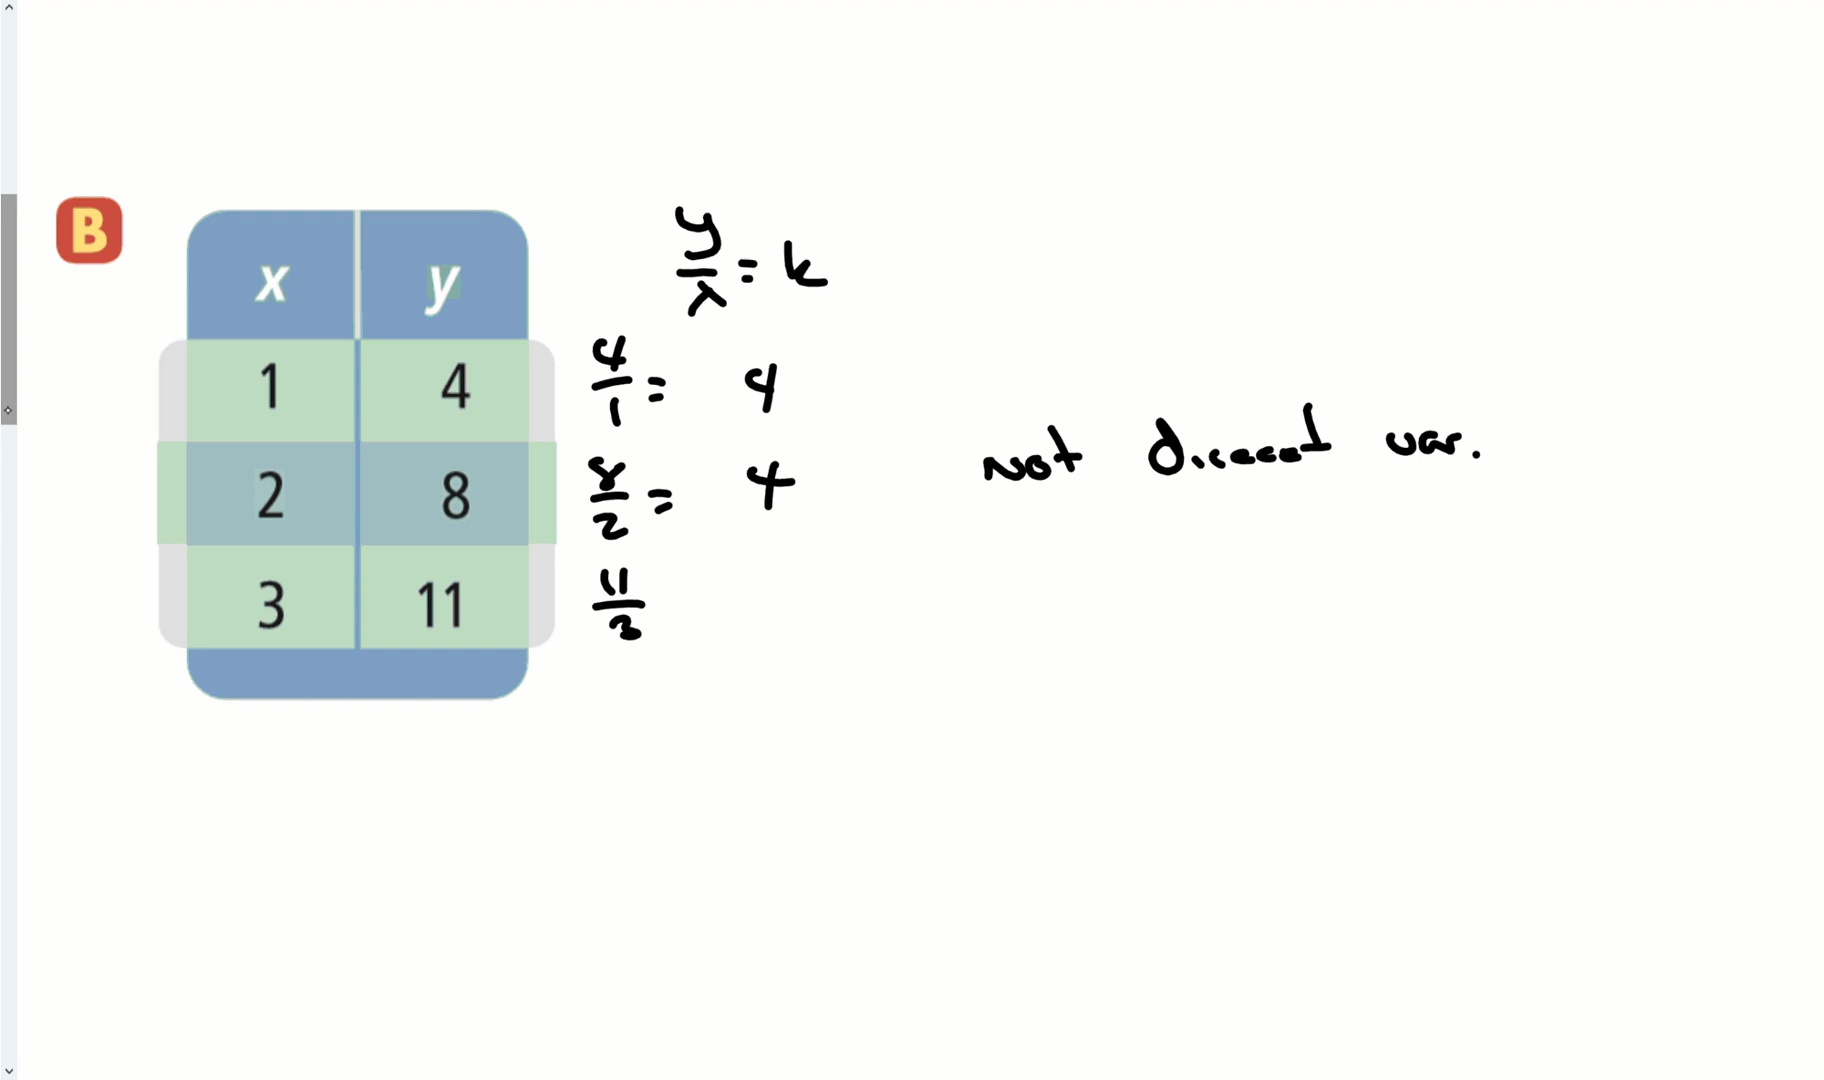 B
x y
1 4
2 8
3 11
y/x = k
4/1 = 4
8/2 = 4
11/3
not direct var.